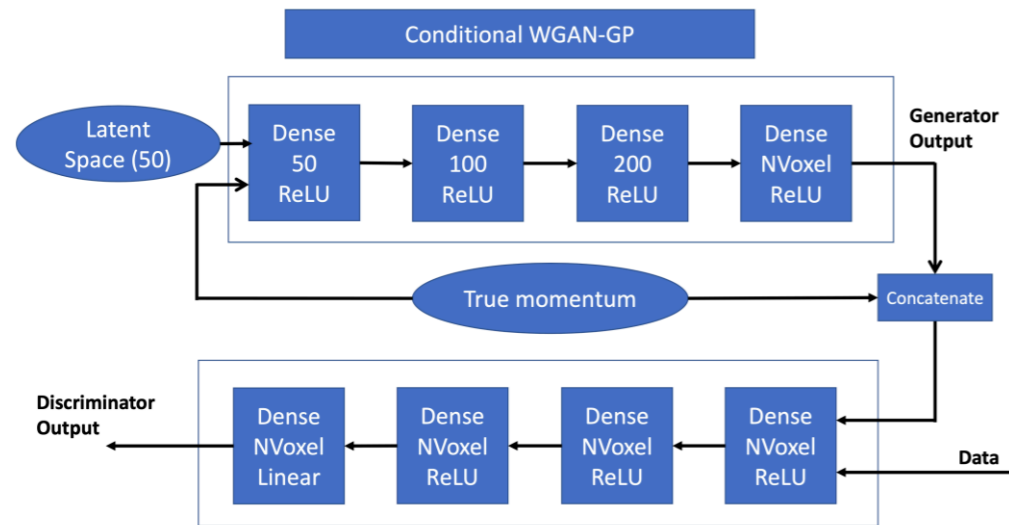 Conditional WGAN-GP
Latent
Space (50)
Dense
50
ReLU
Dense
100
ReLU
Dense
200
ReLU
Dense
NVoxel
ReLU
Generator
Output
True momentum
Concatenate
Discriminator
Output
Dense
NVoxel
Linear
Dense
NVoxel
ReLU
Dense
NVoxel
ReLU
Dense
NVoxel
ReLU
Data